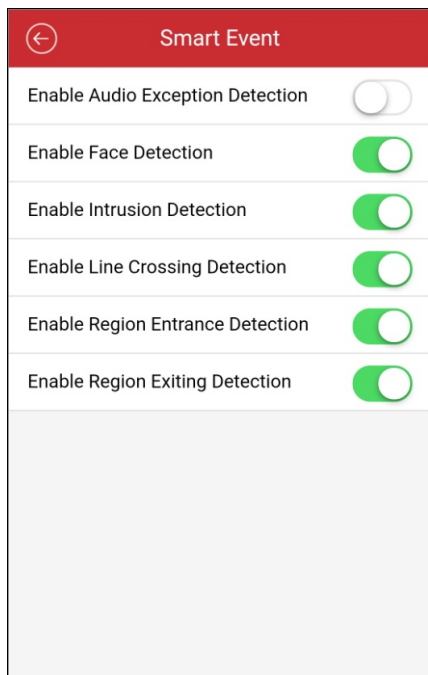 Smart Event
Enable Audio Exception Detection
Enable Face Detection
Enable Intrusion Detection
Enable Line Crossing Detection
Enable Region Entrance Detection
Enable Region Exiting Detection